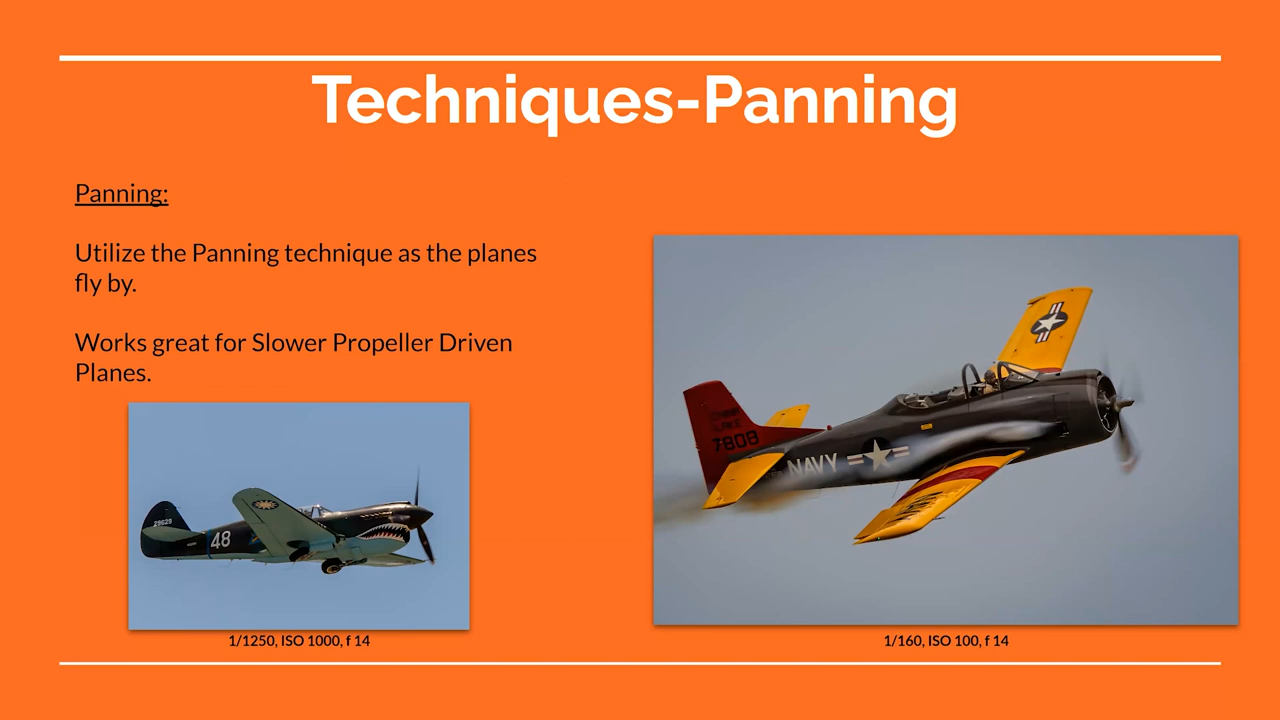 Techniques-Panning
Panning:
Utilize the Panning technique as the planes
fly by.
Works great for Slower Propeller Driven
Planes.
7808
NAVY
29629
48
1/1250, ISO 1000, f 14
1/160, ISO 100, f 14